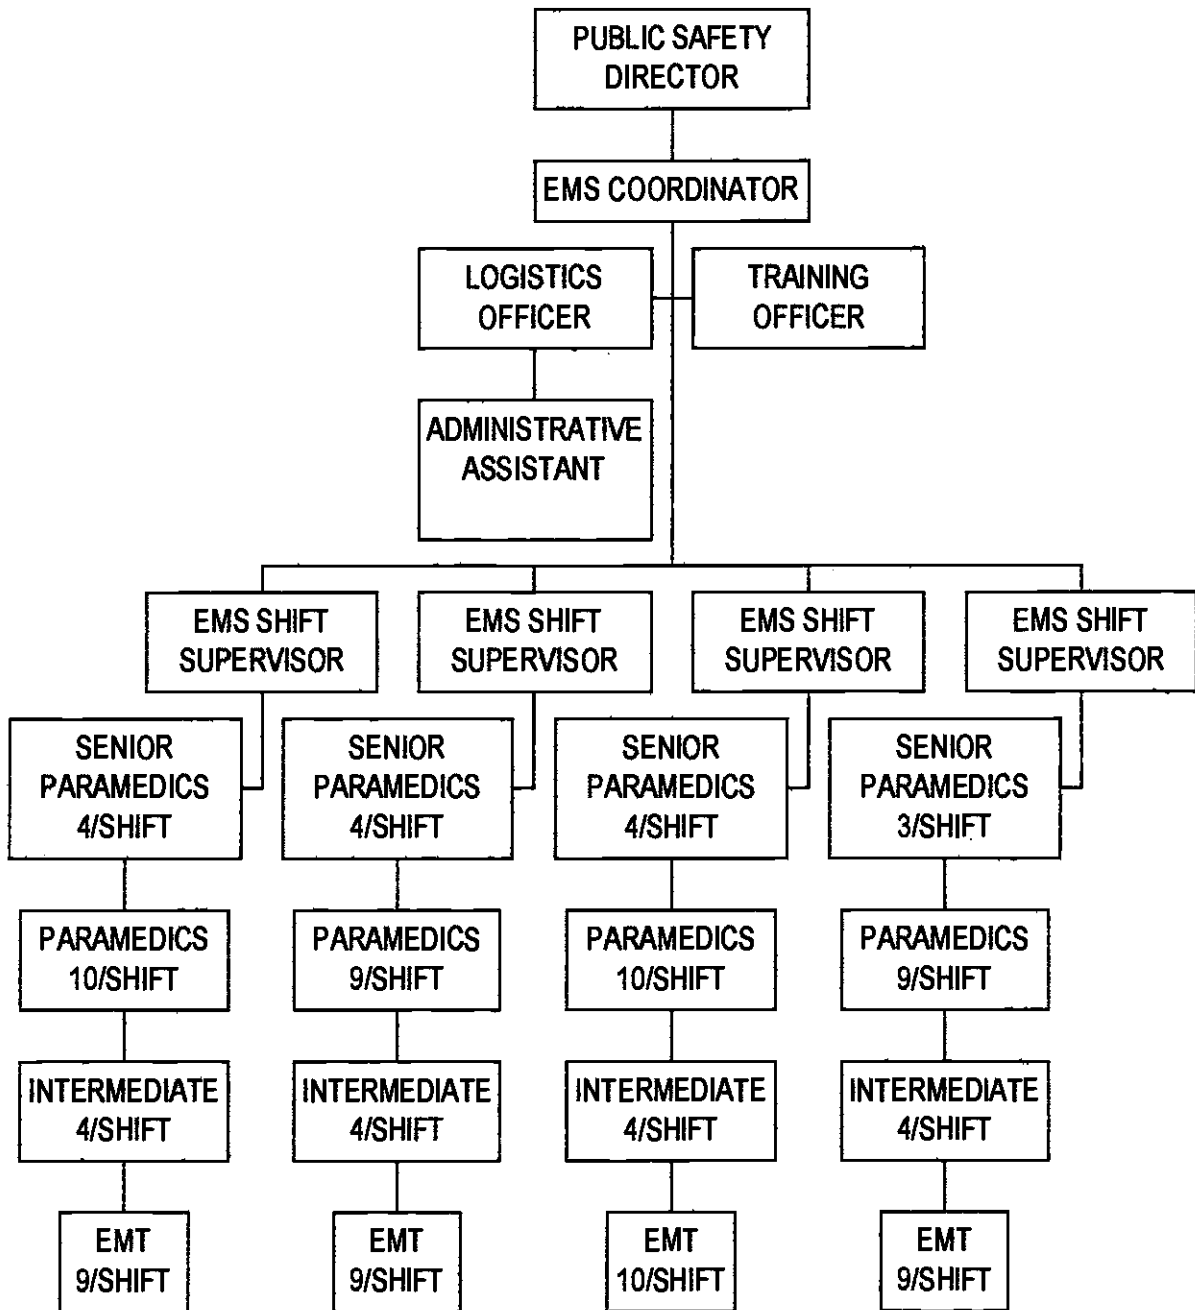 PUBLIC SAFETY
DIRECTOR
EMS COORDINATOR
LOGISTICS
OFFICER
TRAINING
OFFICER
ADMINISTRATIVE
ASSISTANT
EMS SHIFT
SUPERVISOR
EMS SHIFT
SUPERVISOR
EMS SHIFT
SUPERVISOR
EMS SHIFT
SUPERVISOR
SENIOR
PARAMEDICS
4/SHIFT
SENIOR
PARAMEDICS
4/SHIFT
SENIOR
PARAMEDICS
4/SHIFT
SENIOR
PARAMEDICS
3/SHIFT
PARAMEDICS
10/SHIFT
PARAMEDICS
9/SHIFT
PARAMEDICS
10/SHIFT
PARAMEDICS
9/SHIFT
INTERMEDIATE
4/SHIFT
INTERMEDIATE
4/SHIFT
INTERMEDIATE
4/SHIFT
INTERMEDIATE
4/SHIFT
EMT
9/SHIFT
EMT
9/SHIFT
EMT
10/SHIFT
EMT
9/SHIFT